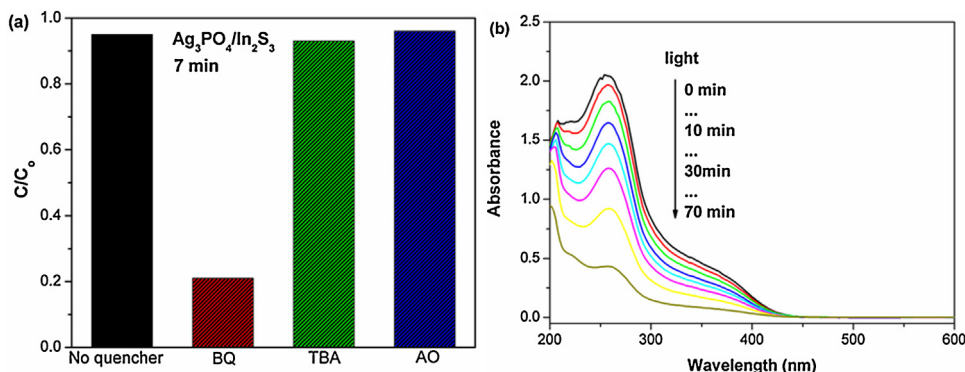 (a)
Ag₃PO₄/In₂S₃
7 min
C/Cₒ
1.0
0.8
0.6
0.4
0.2
0.0
No quencher BQ TBA AO
(b)
light
0 min
...
10 min
...
30min
...
70 min
Absorbance
2.5
2.0
1.5
1.0
0.5
0.0
200 300 400 500 600
Wavelength (nm)